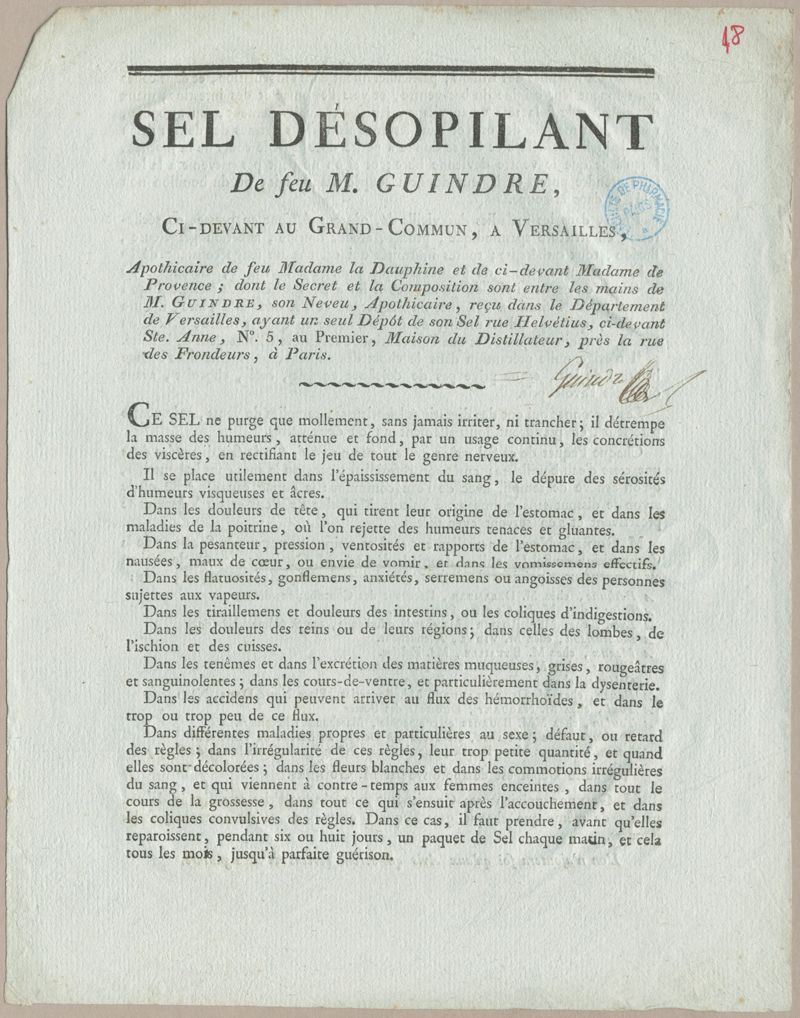 48
SEL DÉSOPILANT
De feu M. GUINDRE,
CI-DEVANT AU GRAND-COMMUN, A VERSAILLES,
Apothicaire de feu Madame la Dauphine et de ci-devant Madame de
Provence ; dont le Secret et la Composition sont entre les mains de
M. GUINDRE, son Neveu, Apothicaire, reçu dans le Département
de Versailles, ayant un seul Dépôt de son Sel rue Helvétius, ci-devant
Ste. Anne, N°. 5, au Premier, Maison du Distillateur, près la rue
des Frondeurs, à Paris.
Guindre
CE SEL ne purge que mollement, sans jamais irriter, ni trancher ; il détrempe
la masse des humeurs, atténue et fond, par un usage continu, les concrétions
des viscères, en rectifiant le jeu de tout le genre nerveux.
Il se place utilement dans l'épaississement du sang, le dépure des sérosités
d'humeurs visqueuses et âcres.
Dans les douleurs de tête, qui tirent leur origine de l'estomac, et dans les
maladies de la poitrine, où l'on rejette des humeurs tenaces et gluantes.
Dans la pesanteur, pression, ventosités et rapports de l'estomac, et dans les
nausées, maux de cœur, ou envie de vomir, et dans les vomissemens effectifs.
Dans les flatuosités, gonflemens, anxiétés, serremens ou angoisses des personnes
sujettes aux vapeurs.
Dans les tiraillemens et douleurs des intestins, ou les coliques d'indigestions.
Dans les douleurs des reins ou de leurs régions ; dans celles des lombes, de
l'ischion et des cuisses.
Dans les tenêmes et dans l'excrétion des matières muqueuses, grises, rougeâtres
et sanguinolentes ; dans les cours-de-ventre, et particulièrement dans la dysenterie.
Dans les accidens qui peuvent arriver au flux des hémorrhoïdes, et dans le
trop ou trop peu de ce flux.
Dans différentes maladies propres et particulières au sexe ; défaut, ou retard
des règles ; dans l'irrégularité de ces règles, leur trop petite quantité, et quand
elles sont décolorées ; dans les fleurs blanches et dans les commotions irrégulières
du sang, et qui viennent à contre-temps aux femmes enceintes, dans tout le
cours de la grossesse, dans tout ce qui s'ensuit après l'accouchement, et dans
les coliques convulsives des règles. Dans ce cas, il faut prendre, avant qu'elles
reparoissent, pendant six ou huit jours, un paquet de Sel chaque matin, et cela
tous les mois, jusqu'à parfaite guérison.